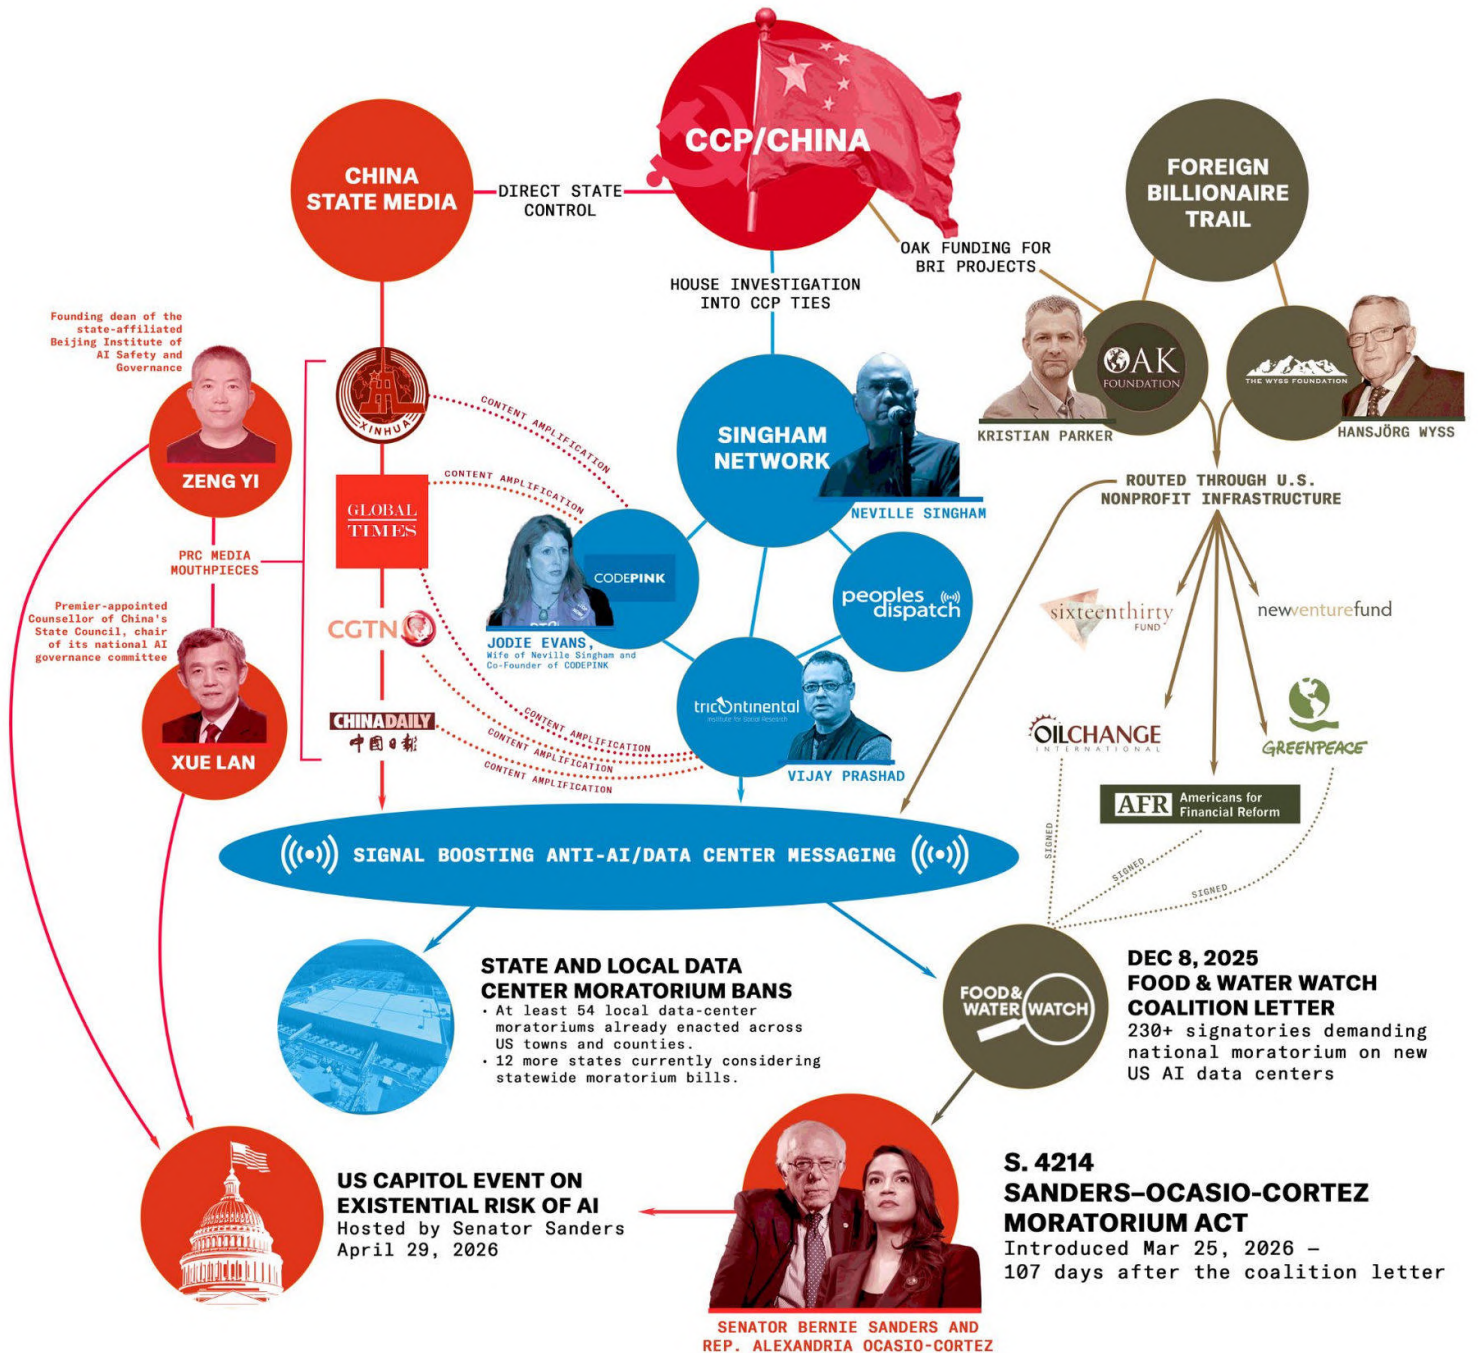 CCP/CHINA
CHINA
STATE MEDIA
DIRECT STATE
CONTROL
FOREIGN
BILLIONAIRE
TRAIL
OAK FUNDING FOR
BRI PROJECTS
HOUSE INVESTIGATION
INTO CCP TIES
Founding dean of the
state-affiliated
Beijing Institute of
AI Safety and
Governance
ZENG YI
XINHUA
CONTENT AMPLIFICATION
CONTENT AMPLIFICATION
SINGHAM
NETWORK
NEVILLE SINGHAM
OAK
FOUNDATION
KRISTIAN PARKER
THE WYSS FOUNDATION
HANSJÖRG WYSS
ROUTED THROUGH U.S.
NONPROFIT INFRASTRUCTURE
GLOBAL
TIMES
PRC MEDIA
MOUTHPIECES
CODEPINK
JODIE EVANS,
Wife of Neville Singham and
Co-Founder of CODEPINK
peoples
dispatch
sixteenthirty
FUND
newventurefund
Premier-appointed
Counsellor of China's
State Council, chair
of its national AI
governance committee
XUE LAN
CGTN
CHINADAILY
中國日報
tricontinental
Institute for Social Research
VIJAY PRASHAD
CONTENT AMPLIFICATION
CONTENT AMPLIFICATION
CONTENT AMPLIFICATION
OILCHANGE
INTERNATIONAL
GREENPEACE
AFR
Americans for
Financial Reform
SIGNED
SIGNED
SIGNED
SIGNAL BOOSTING ANTI-AI/DATA CENTER MESSAGING
STATE AND LOCAL DATA
CENTER MORATORIUM BANS
• At least 54 local data-center
moratoriums already enacted across
US towns and counties.
• 12 more states currently considering
statewide moratorium bills.
FOOD&
WATER WATCH
DEC 8, 2025
FOOD & WATER WATCH
COALITION LETTER
230+ signatories demanding
national moratorium on new
US AI data centers
US CAPITOL EVENT ON
EXISTENTIAL RISK OF AI
Hosted by Senator Sanders
April 29, 2026
S. 4214
SANDERS–OCASIO-CORTEZ
MORATORIUM ACT
Introduced Mar 25, 2026 –
107 days after the coalition letter
SENATOR BERNIE SANDERS AND
REP. ALEXANDRIA OCASIO-CORTEZ